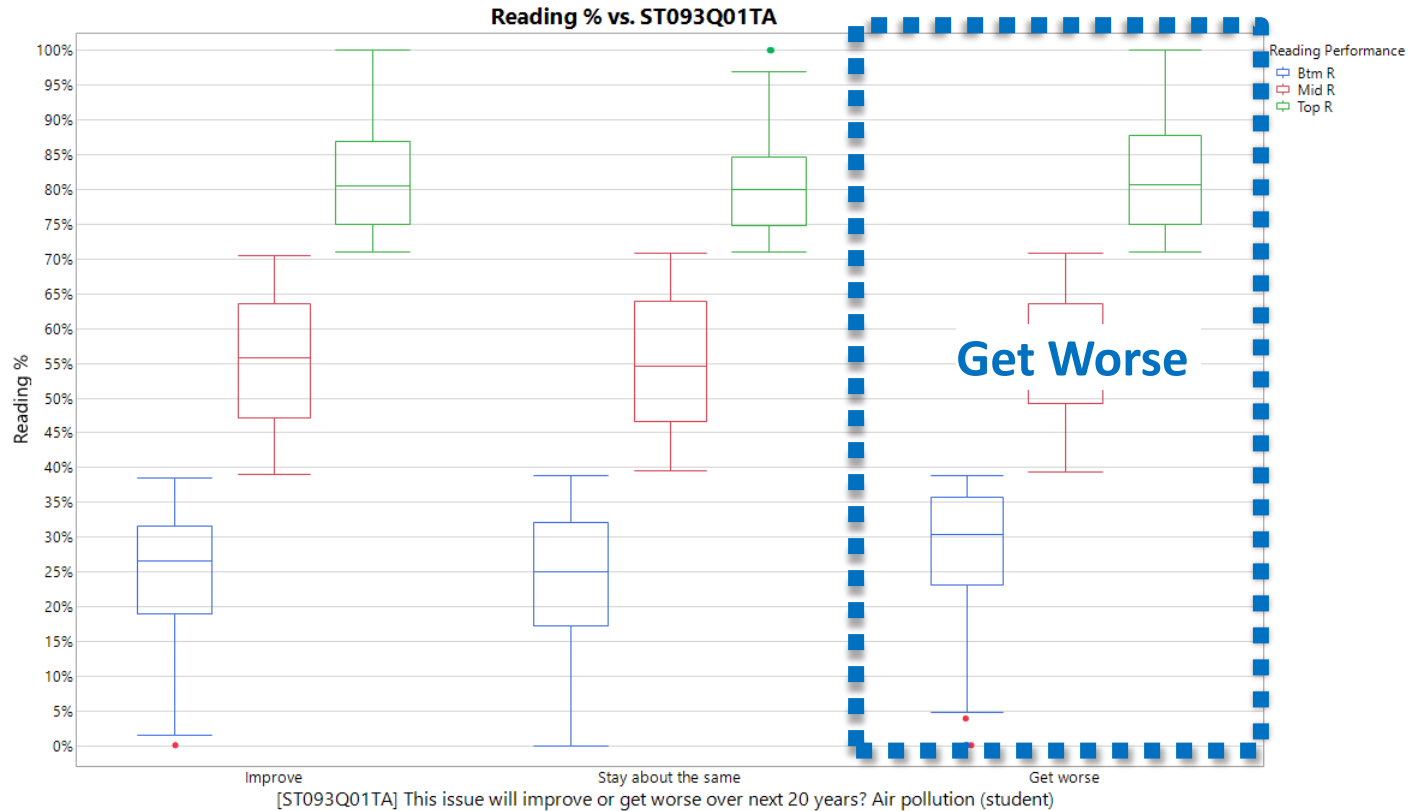 Reading % vs. ST093Q01TA
100%
95%
90%
85%
80%
75%
70%
65%
60%
55%
50%
45%
40%
35%
30%
25%
20%
15%
10%
5%
0%
Reading %
Get Worse
Reading Performance
Btm R
Mid R
Top R
Improve
Stay about the same
Get worse
[ST093Q01TA] This issue will improve or get worse over next 20 years? Air pollution (student)